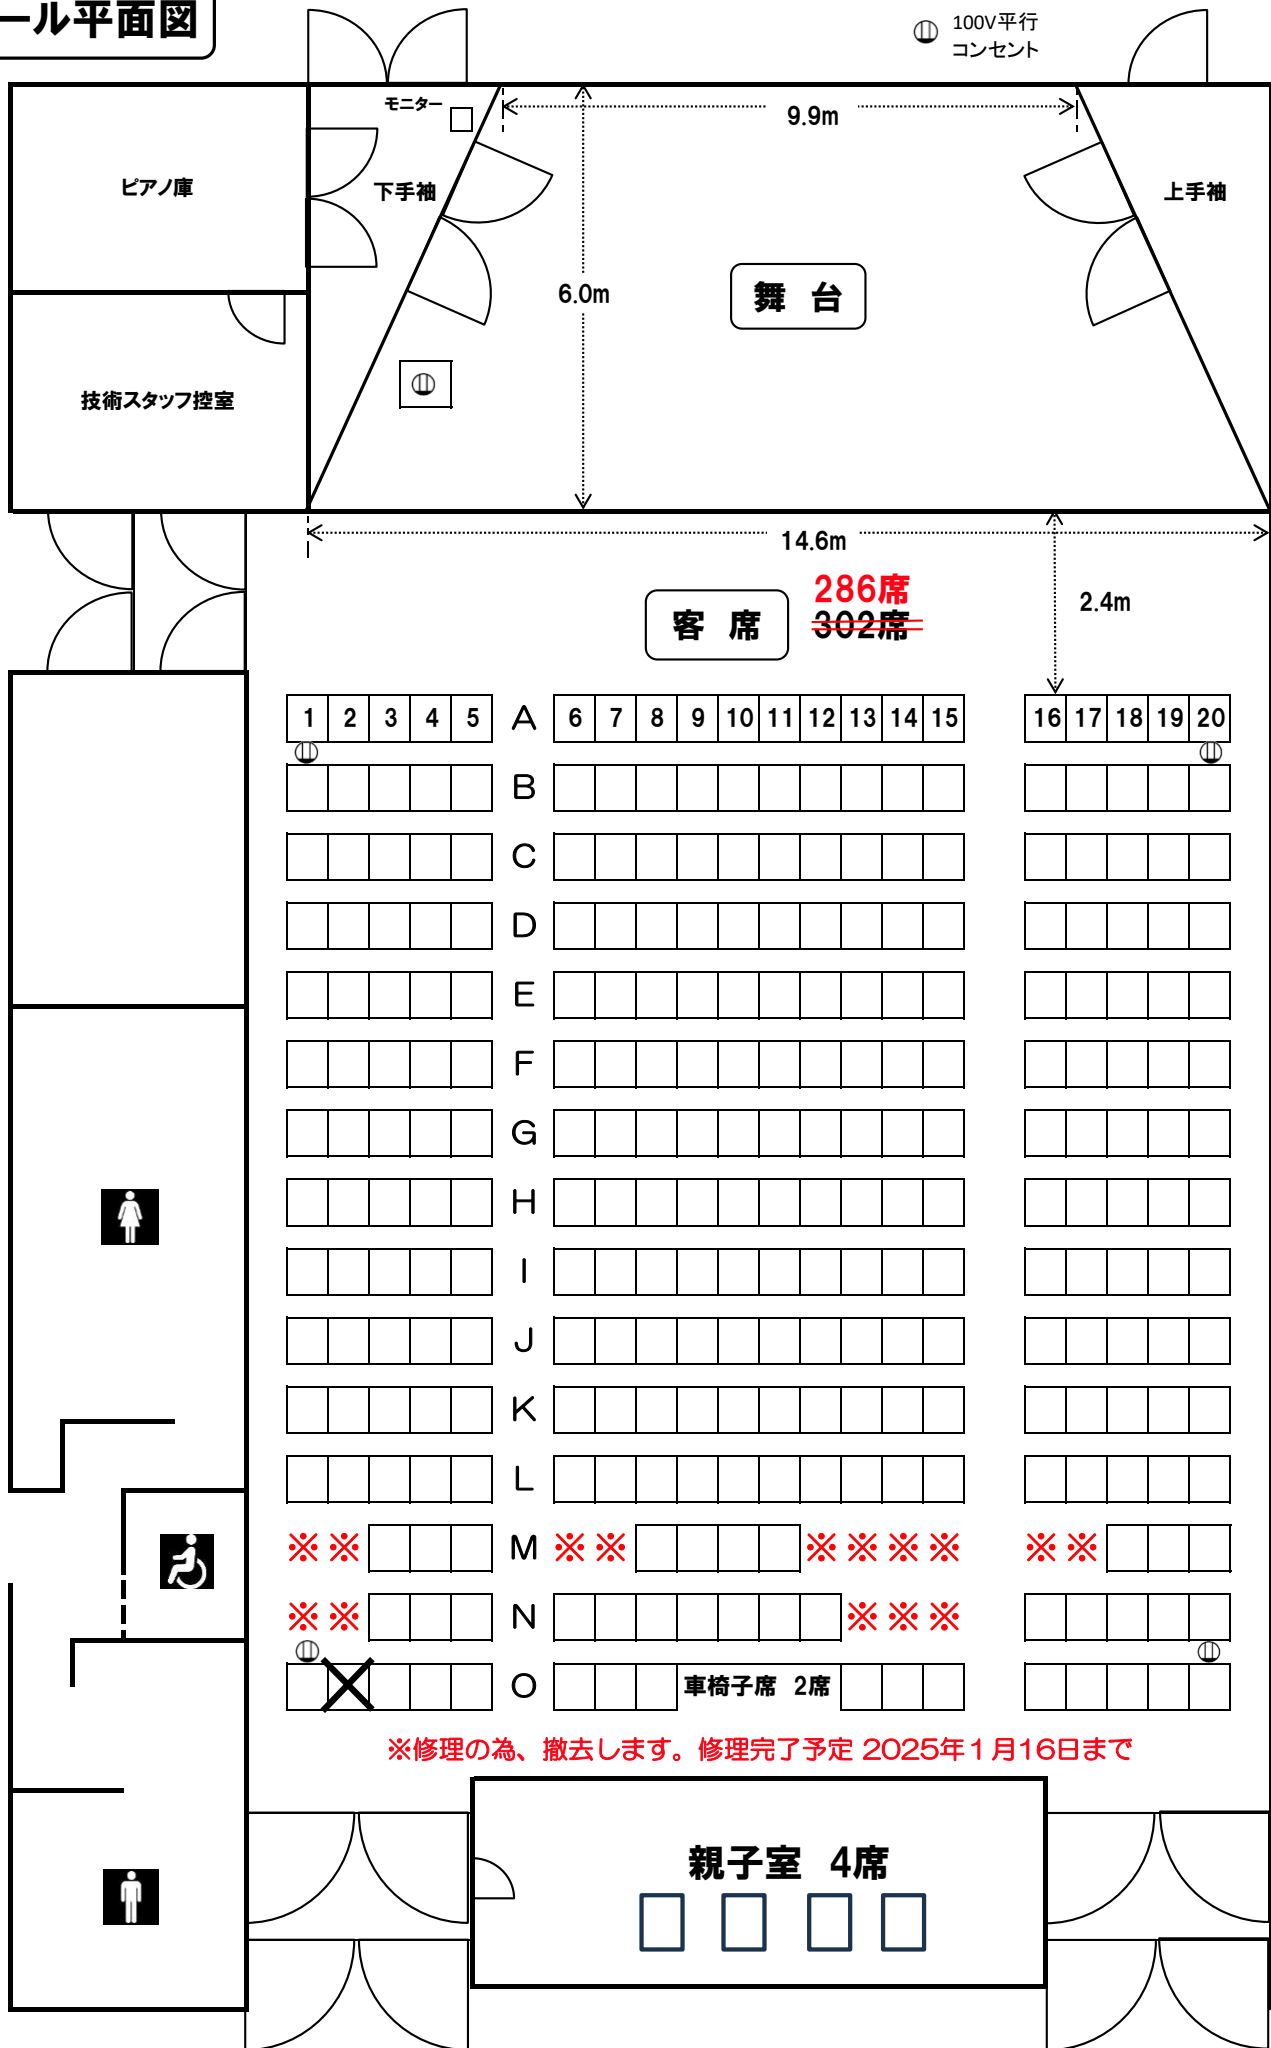 ール平面図
100V平行
コンセント
モニター
9.9m
ピアノ庫
下手袖
上手袖
6.0m
舞 台
技術スタッフ控室
14.6m
286席
2.4m
客 席
302席
1 2 3 4 5 A 6 7 8 9 10 11 12 13 14 15 16 17 18 19 20
B
C
D
E
F
G
H
I
J
K
L
※※ M ※※ ※※※※ ※※
※※ N ※※※
O 車椅子席 2席
※修理の為、撤去します。修理完了予定 2025年1月16日まで
親子室 4席